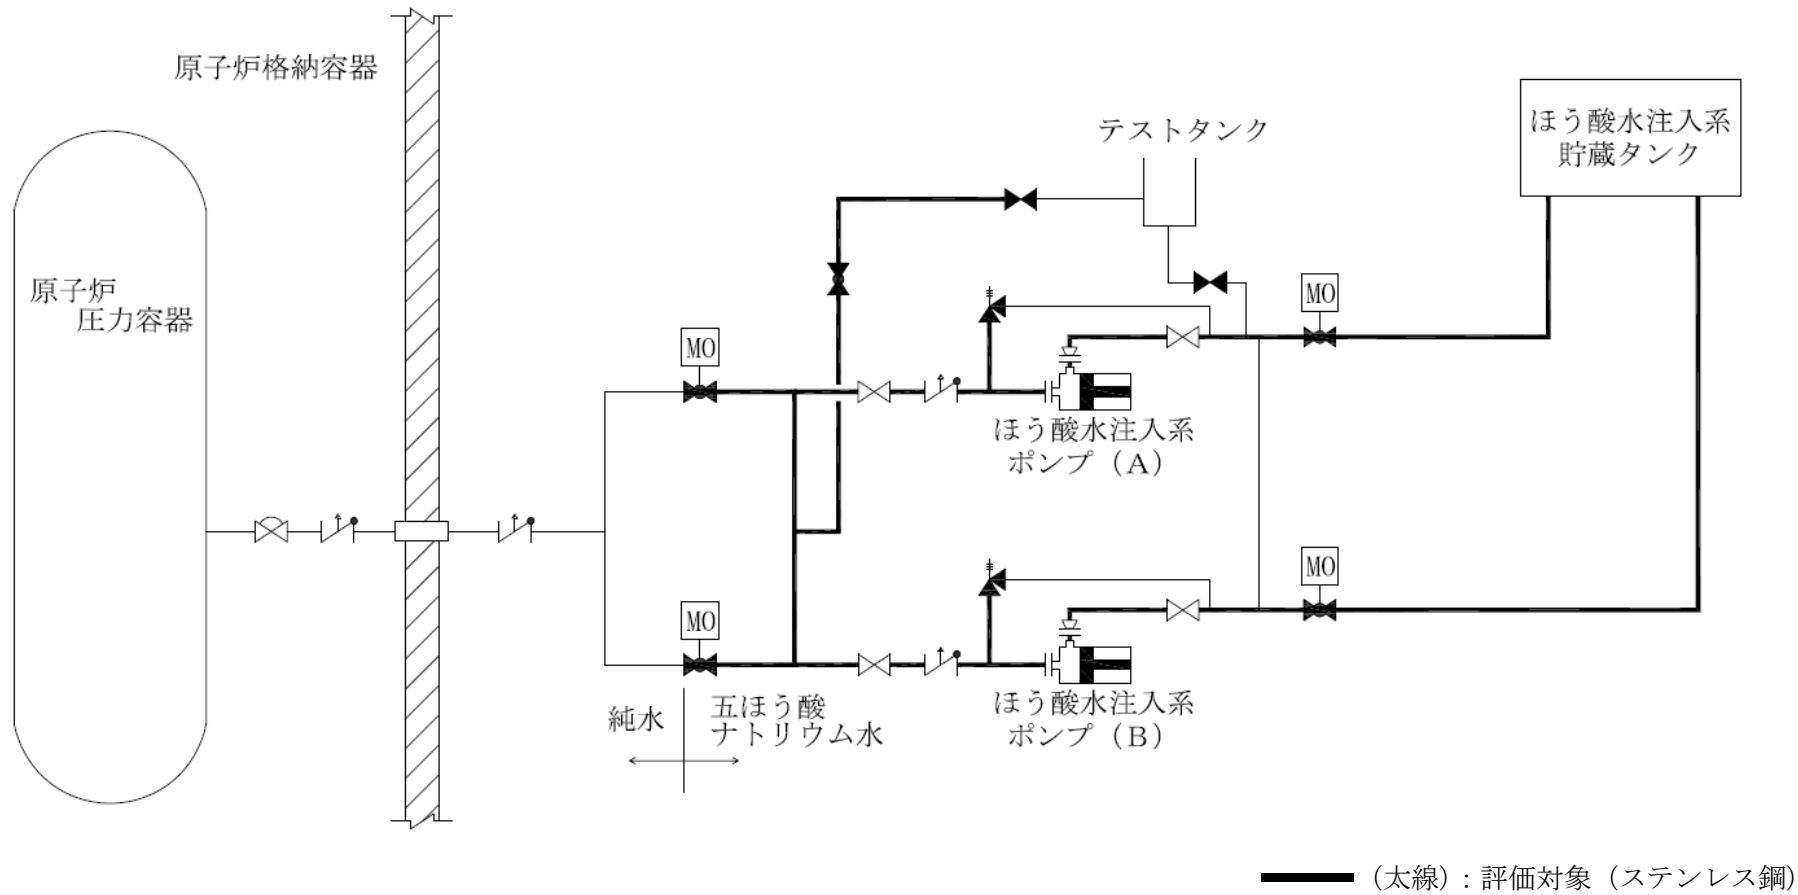 原子炉格納容器
テストタンク
ほう酸水注入系
貯蔵タンク
原子炉
圧力容器
MO
MO
ほう酸水注入系
ポンプ（A）
MO
MO
純水
五ほう酸
ナトリウム水
ほう酸水注入系
ポンプ（B）
（太線）：評価対象（ステンレス鋼）